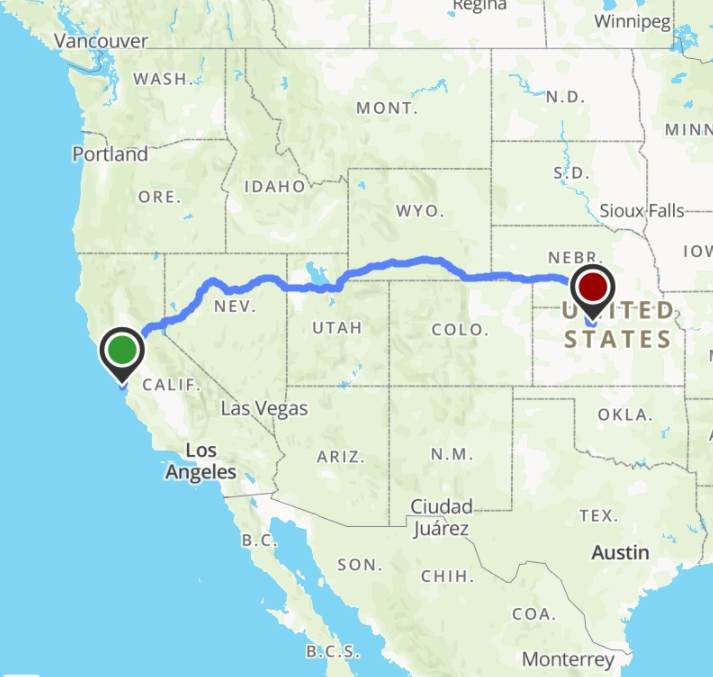 Regina
Winnipeg
Vancouver
WASH.
MONT.
N.D.
MINN
Portland
ORE.
IDAHO
S.D.
WYO.
Sioux Falls
NEBR.
IOW
NEV.
UNITED
STATES
UTAH
COLO.
CALIF.
Las Vegas
OKLA.
Los
Angeles
ARIZ.
N.M.
Ciudad
Juárez
TEX.
B.C.
Austin
SON.
CHIH.
COA.
B.C.S.
Monterrey